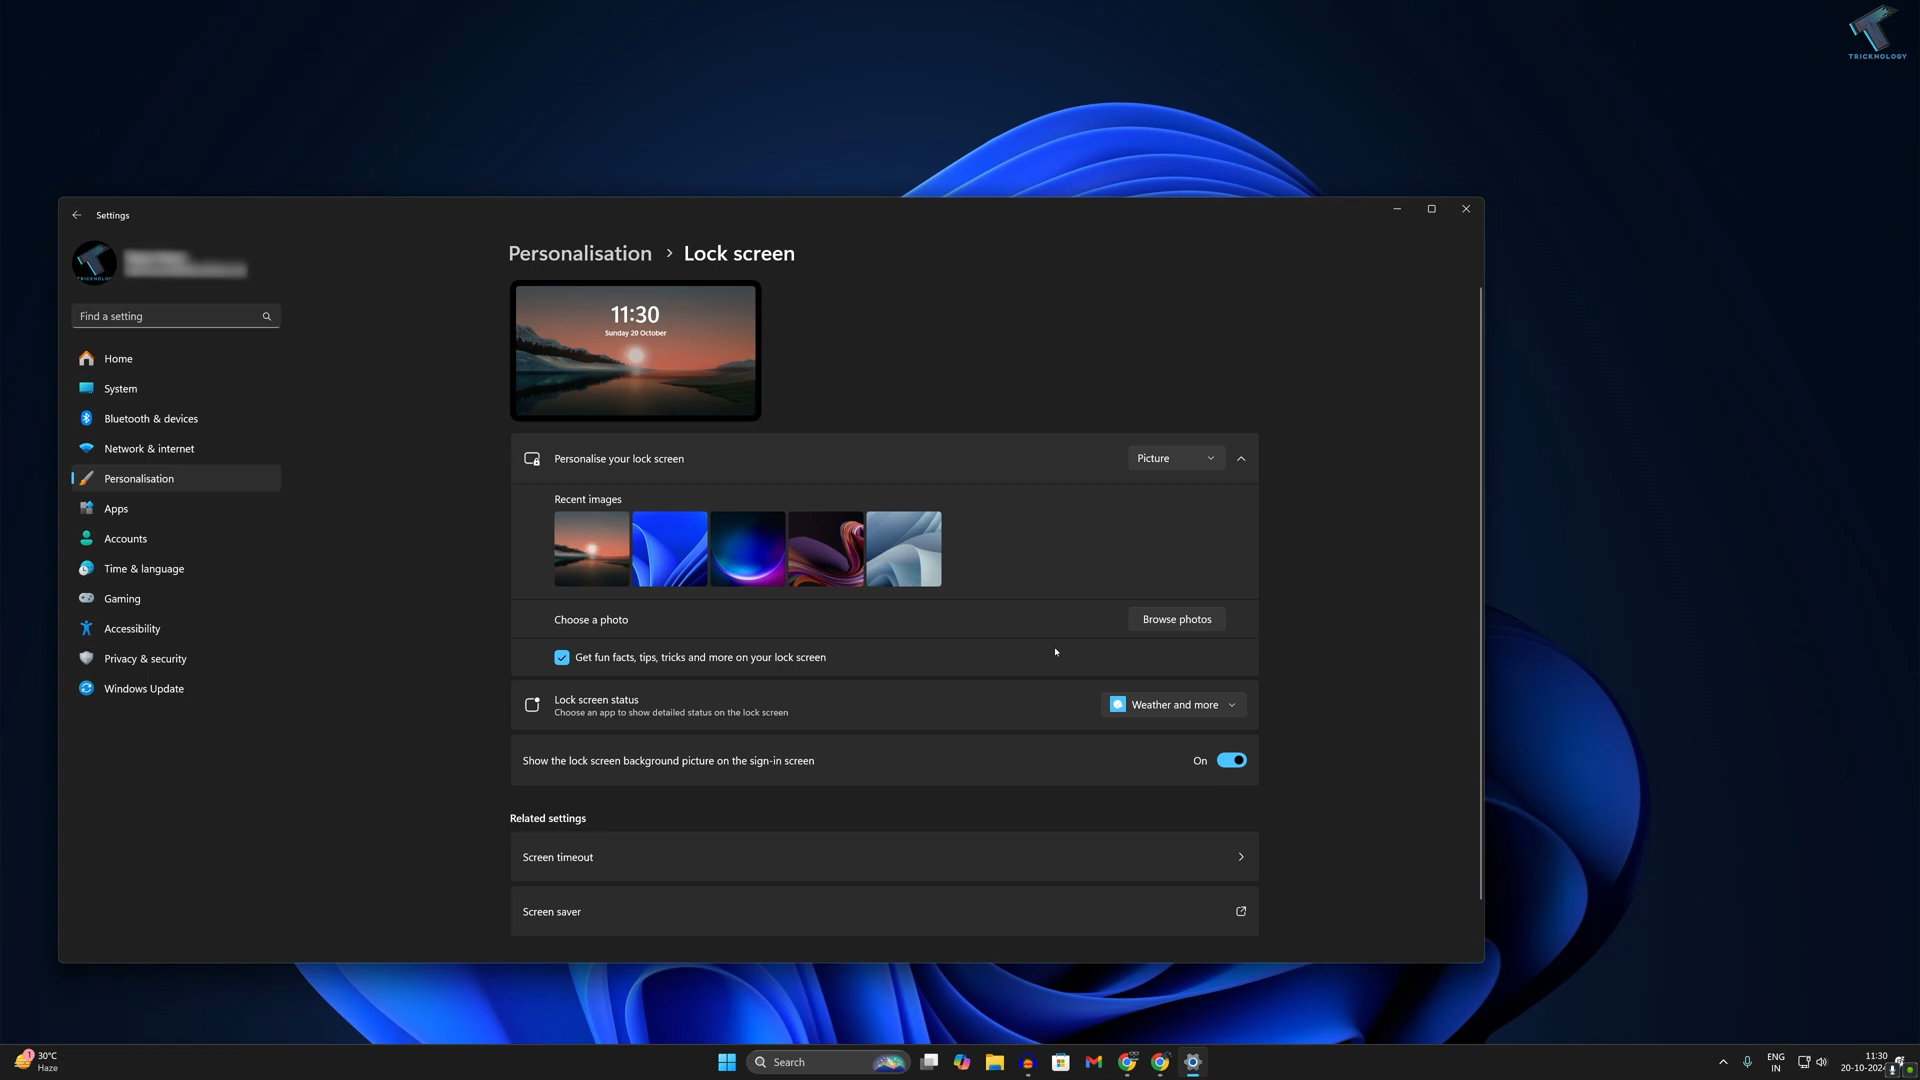 TRICKNOLOGY
Settings
Find a setting
Home
System
Bluetooth & devices
Network & internet
Personalisation
Apps
Accounts
Time & language
Gaming
Accessibility
Privacy & security
Windows Update
Personalisation > Lock screen
11:30
Sunday 20 October
Personalise your lock screen
Picture
Recent images
Choose a photo
Browse photos
Get fun facts, tips, tricks and more on your lock screen
Lock screen status
Choose an app to show detailed status on the lock screen
Weather and more
Show the lock screen background picture on the sign-in screen
On
Related settings
Screen timeout
Screen saver
1
30°C
Haze
Search
ENG
IN
11:30
20-10-2024